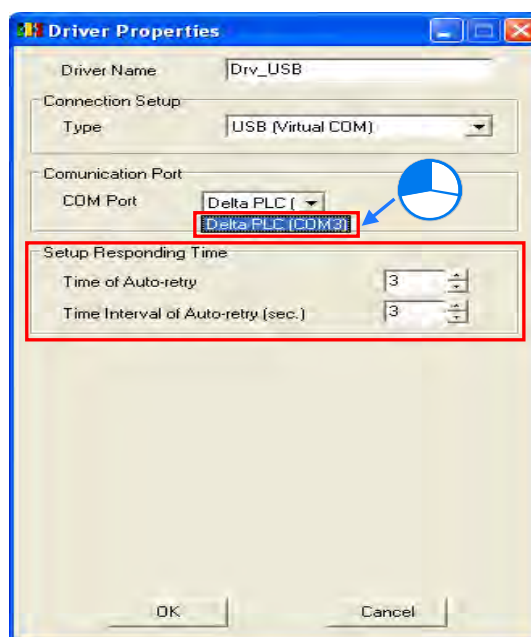 Driver Properties
Driver Name Drv_USB
Connection Setup
Type USB (Virtual COM)
Comunication Port
COM Port Delta PLC (
Delta PLC (COM3)
Setup Responding Time
Time of Auto-retry 3
Time Interval of Auto-retry (sec.) 3
OK Cancel